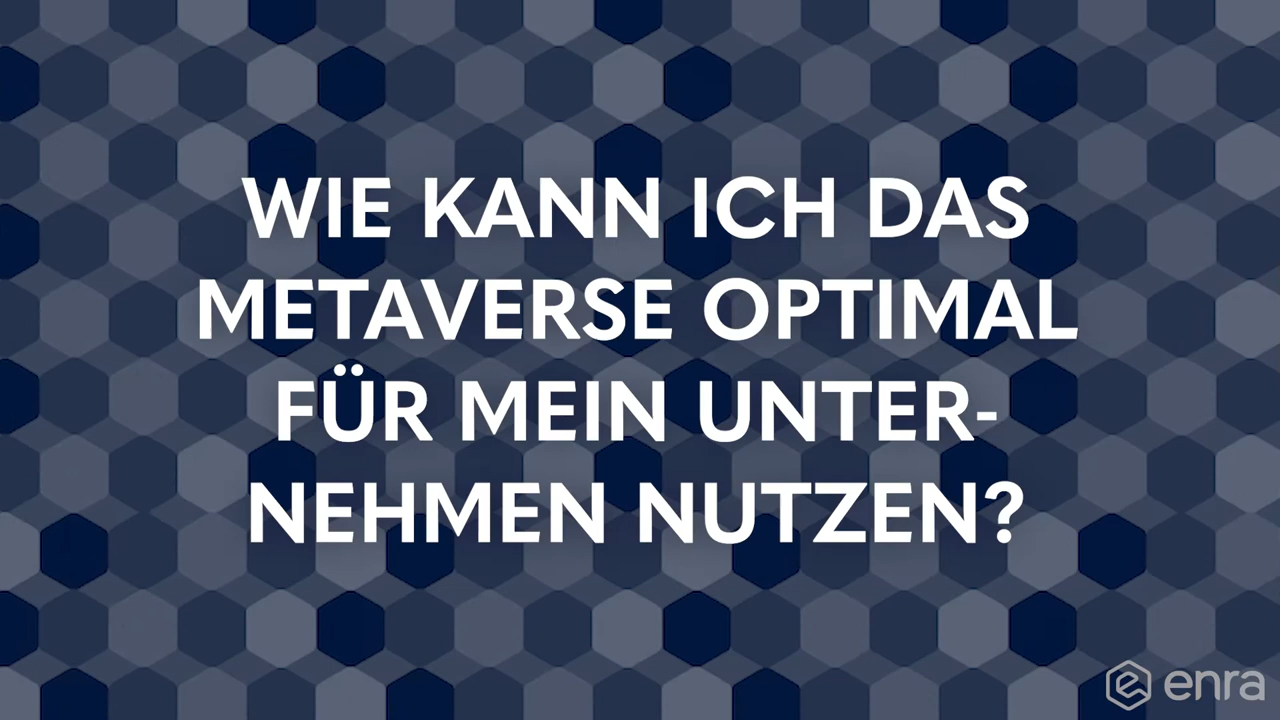 WIE KANN ICH DAS
METAVERSE OPTIMAL
FÜR MEIN UNTER-
NEHMEN NUTZEN?
enra